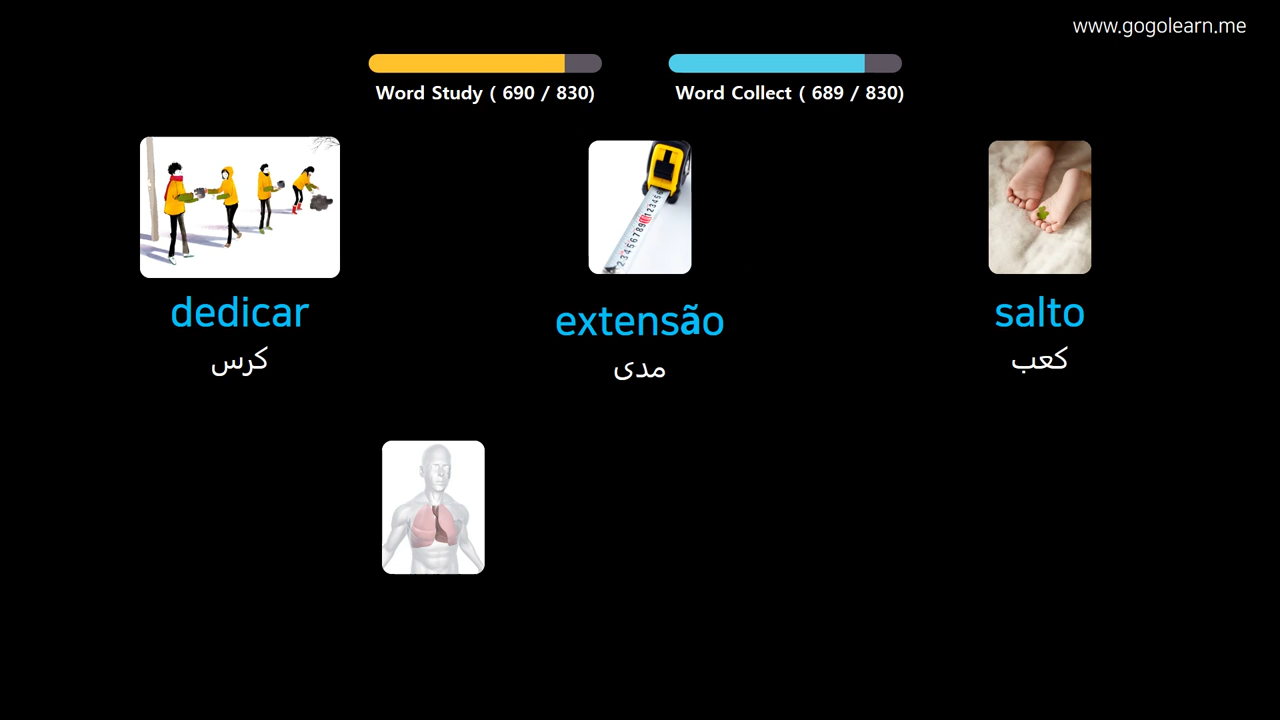 www.gogolearn.me
Word Study ( 690 / 830)
Word Collect ( 689 / 830)
dedicar
كرس
extensão
مدى
salto
كعب